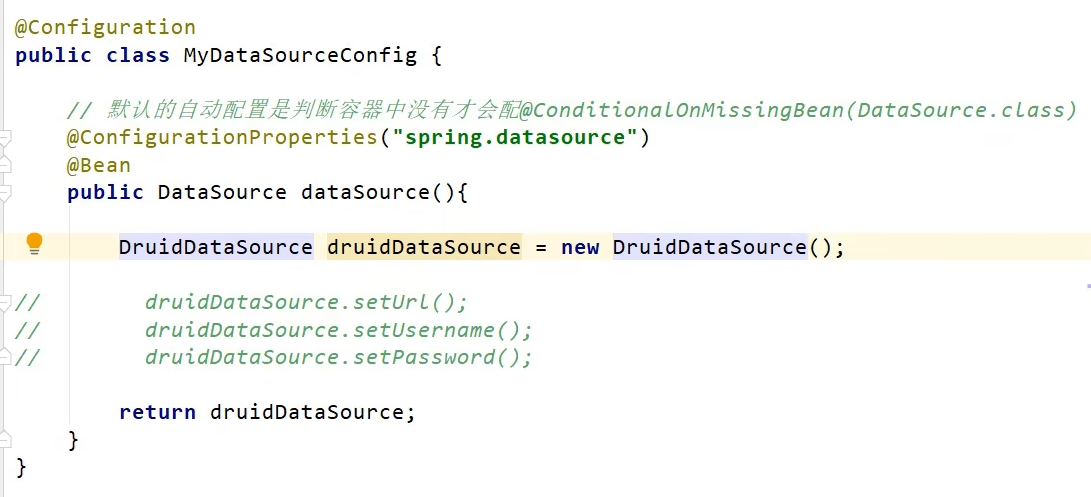 @Configuration
public class MyDataSourceConfig {
// 默认的自动配置是判断容器中没有才会配@ConditionalOnMissingBean(DataSource.class)
@ConfigurationProperties("spring.datasource")
@Bean
public DataSource dataSource(){
DruidDataSource druidDataSource = new DruidDataSource();
// druidDataSource.setUrl();
// druidDataSource.setUsername();
// druidDataSource.setPassword();
return druidDataSource;
}
}